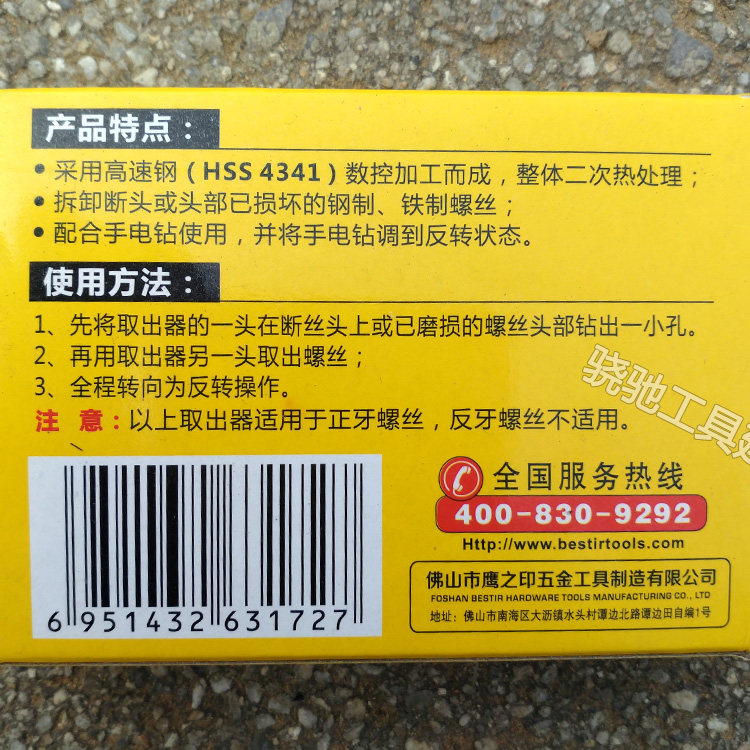 产品特点：
• 采用高速钢（HSS 4341）数控加工而成，整体二次热处理；
• 拆卸断头或头部已损坏的钢制、铁制螺丝；
• 配合手电钻使用，并将手电钻调到反转状态。
使用方法：
1、先将取出器的一头在断丝头上或已磨损的螺丝头部钻出一小孔。
2、再用取出器另一头取出螺丝；
3、全程转向为反转操作。
注 意：以上取出器适用于正牙螺丝，反牙螺丝不适用。
骁驰工具
全国服务热线
400-830-9292
Http://www.bestirtools.com
佛山市鹰之印五金工具制造有限公司
FOSHAN BESTIR HARDWARE TOOLS MANUFACTURING CO., LTD
地址：佛山市南海区大沥镇水头村谭边北路谭边田自编1号
6 951432 631727